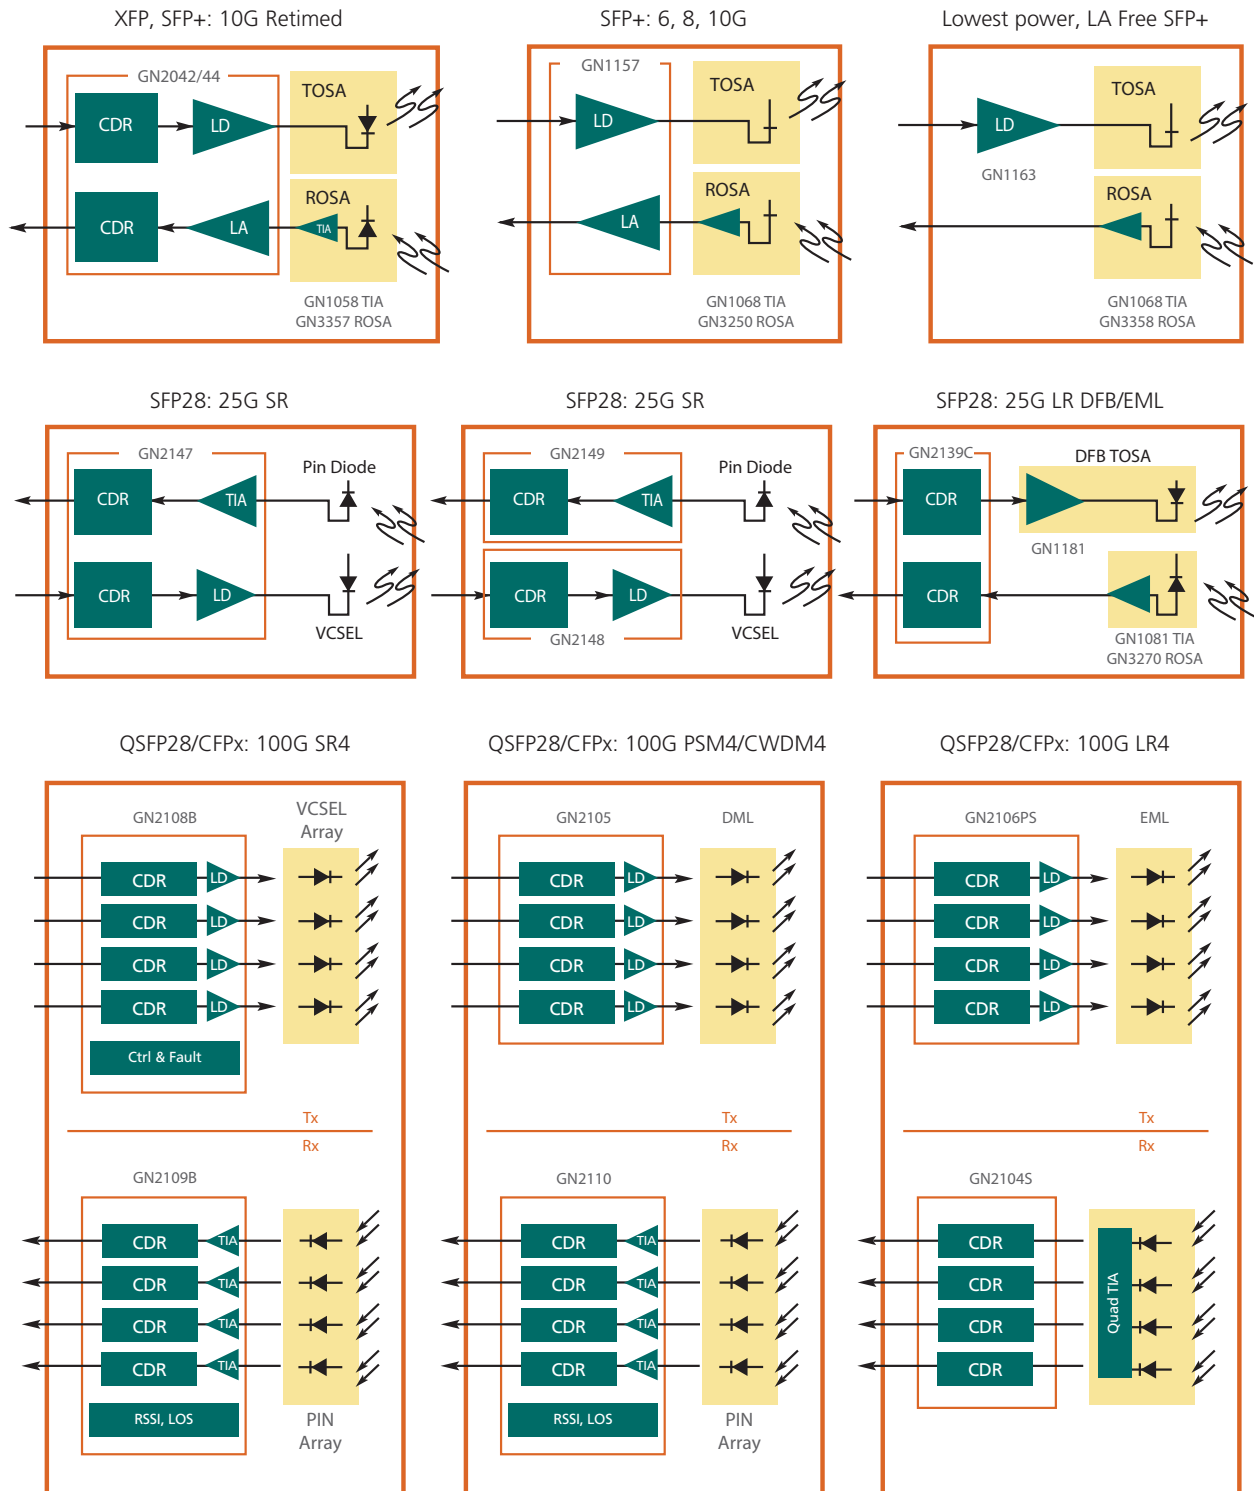 XFP, SFP+: 10G Retimed
GN2042/44
TOSA
CDR
LD
ROSA
CDR
LA
TIA
GN1058 TIA
GN3357 ROSA
SFP+: 6, 8, 10G
GN1157
TOSA
LD
ROSA
LA
GN1068 TIA
GN3250 ROSA
Lowest power, LA Free SFP+
TOSA
LD
GN1163
ROSA
GN1068 TIA
GN3358 ROSA
SFP28: 25G SR
GN2147
Pin Diode
CDR
TIA
VCSEL
CDR
LD
SFP28: 25G SR
GN2149
Pin Diode
CDR
TIA
VCSEL
CDR
LD
GN2148
SFP28: 25G LR DFB/EML
GN2139C
DFB TOSA
CDR
GN1181
CDR
GN1081 TIA
GN3270 ROSA
QSFP28/CFPx: 100G SR4
GN2108B
VCSEL
Array
CDR
LD
CDR
LD
CDR
LD
CDR
LD
Ctrl & Fault
Tx
Rx
GN2109B
CDR
TIA
CDR
TIA
CDR
TIA
CDR
TIA
RSSI, LOS
PIN
Array
QSFP28/CFPx: 100G PSM4/CWDM4
GN2105
DML
CDR
LD
CDR
LD
CDR
LD
CDR
LD
Tx
Rx
GN2110
CDR
TIA
CDR
TIA
CDR
TIA
CDR
TIA
RSSI, LOS
PIN
Array
QSFP28/CFPx: 100G LR4
GN2106PS
EML
CDR
LD
CDR
LD
CDR
LD
CDR
LD
Tx
Rx
GN2104S
CDR
CDR
CDR
CDR
Quad TIA